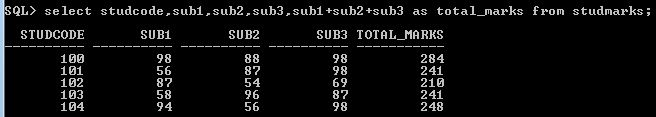 SQL> select studcode,sub1,sub2,sub3,sub1+sub2+sub3 as total_marks from studmarks;
STUDCODE SUB1 SUB2 SUB3 TOTAL_MARKS
---------- ---------- ---------- ---------- -----------
100 98 88 98 284
101 56 87 98 241
102 87 54 69 210
103 58 96 87 241
104 94 56 98 248